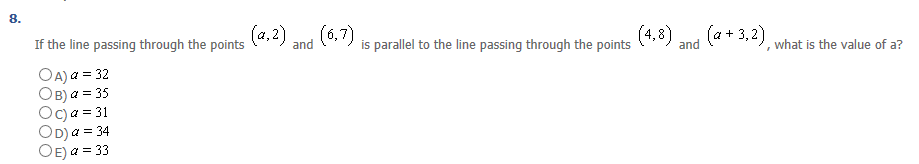 8.
If the line passing through the points (a, 2) and (6, 7) is parallel to the line passing through the points (4, 8) and (a + 3, 2), what is the value of a?
A) a = 32
B) a = 35
C) a = 31
D) a = 34
E) a = 33